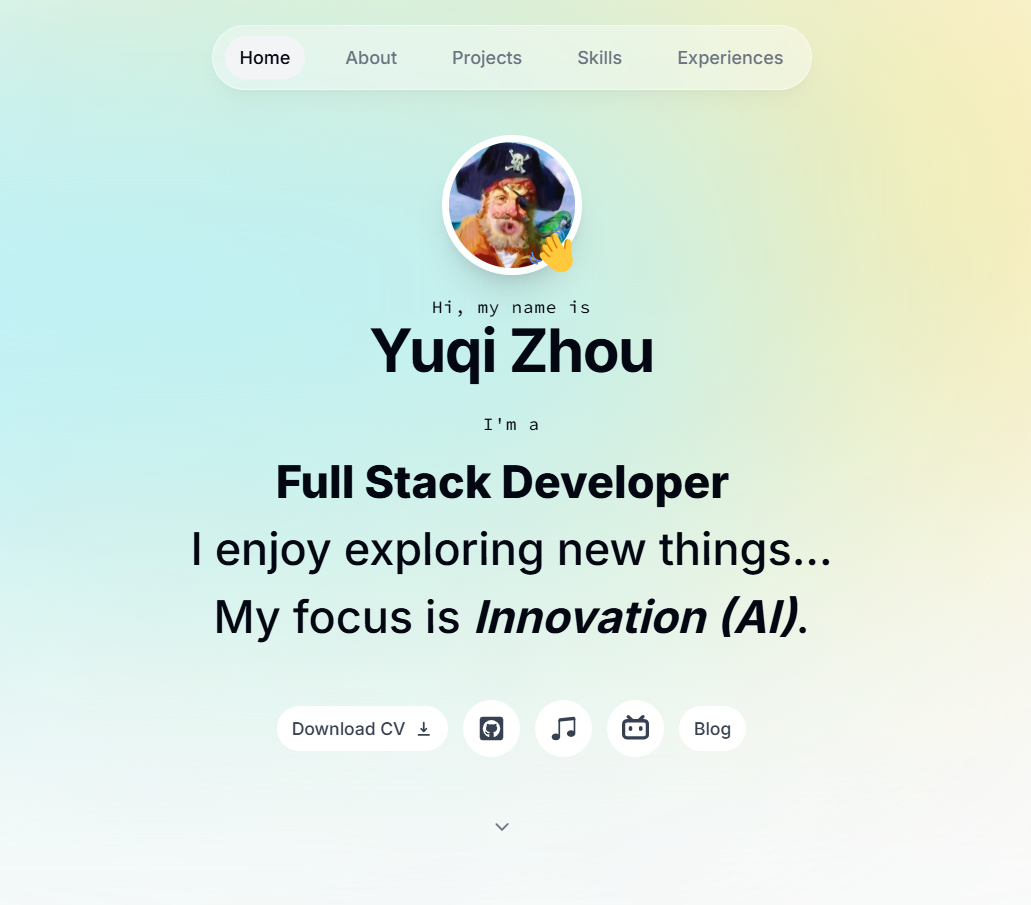 Home About Projects Skills Experiences
Hi, my name is
Yuqi Zhou
I'm a
Full Stack Developer
I enjoy exploring new things...
My focus is Innovation (AI).
Download CV Blog